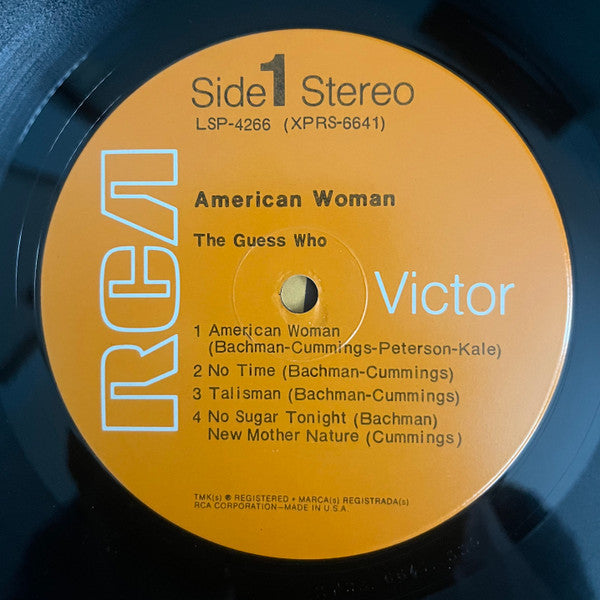 Side 1 Stereo
LSP-4266 (XPRS-6641)
American Woman
The Guess Who
RCA
Victor
1 American Woman
(Bachman-Cummings-Peterson-Kale)
2 No Time (Bachman-Cummings)
3 Talisman (Bachman-Cummings)
4 No Sugar Tonight (Bachman)
New Mother Nature (Cummings)
TMK(s) ® REGISTERED • MARCA(s) REGISTRADA(s)
RCA CORPORATION—MADE IN U.S.A.